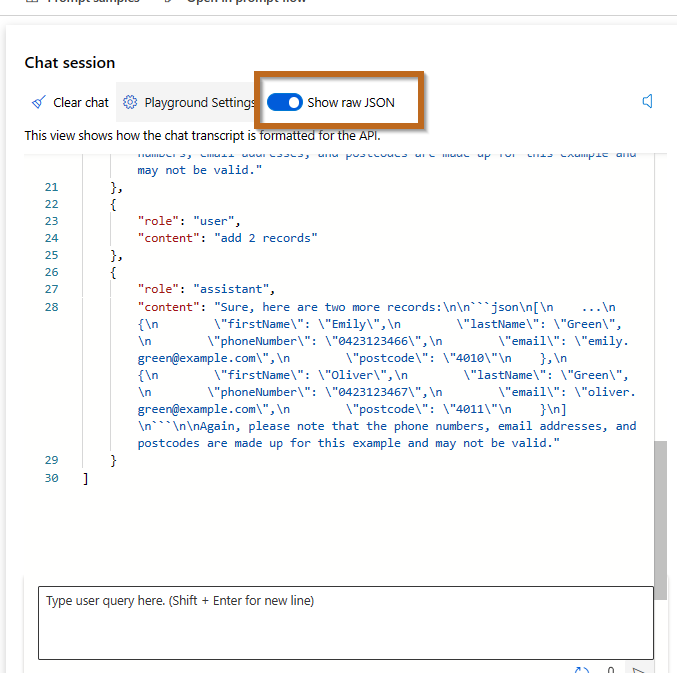 Prompt samples Open in prompt flow
Chat session
Clear chat Playground Settings Show raw JSON
This view shows how the chat transcript is formatted for the API.
numbers, email addresses, and postcodes are made up for this example and
may not be valid."
21 },
22 {
23 "role": "user",
24 "content": "add 2 records"
25 },
26 {
27 "role": "assistant",
28 "content": "Sure, here are two more records:\n\n```json\n[\n    ...\n
{\n        \"firstName\": \"Emily\",\n        \"lastName\": \"Green\",
\n        \"phoneNumber\": \"0423123466\",\n        \"email\": \"emily.
green@example.com\",\n        \"postcode\": \"4010\"\n    },\n
{\n        \"firstName\": \"Oliver\",\n        \"lastName\": \"Green\",
\n        \"phoneNumber\": \"0423123467\",\n        \"email\": \"oliver.
green@example.com\",\n        \"postcode\": \"4011\"\n    }\n]
\n```\n\nAgain, please note that the phone numbers, email addresses, and
postcodes are made up for this example and may not be valid."
29 }
30 ]
Type user query here. (Shift + Enter for new line)